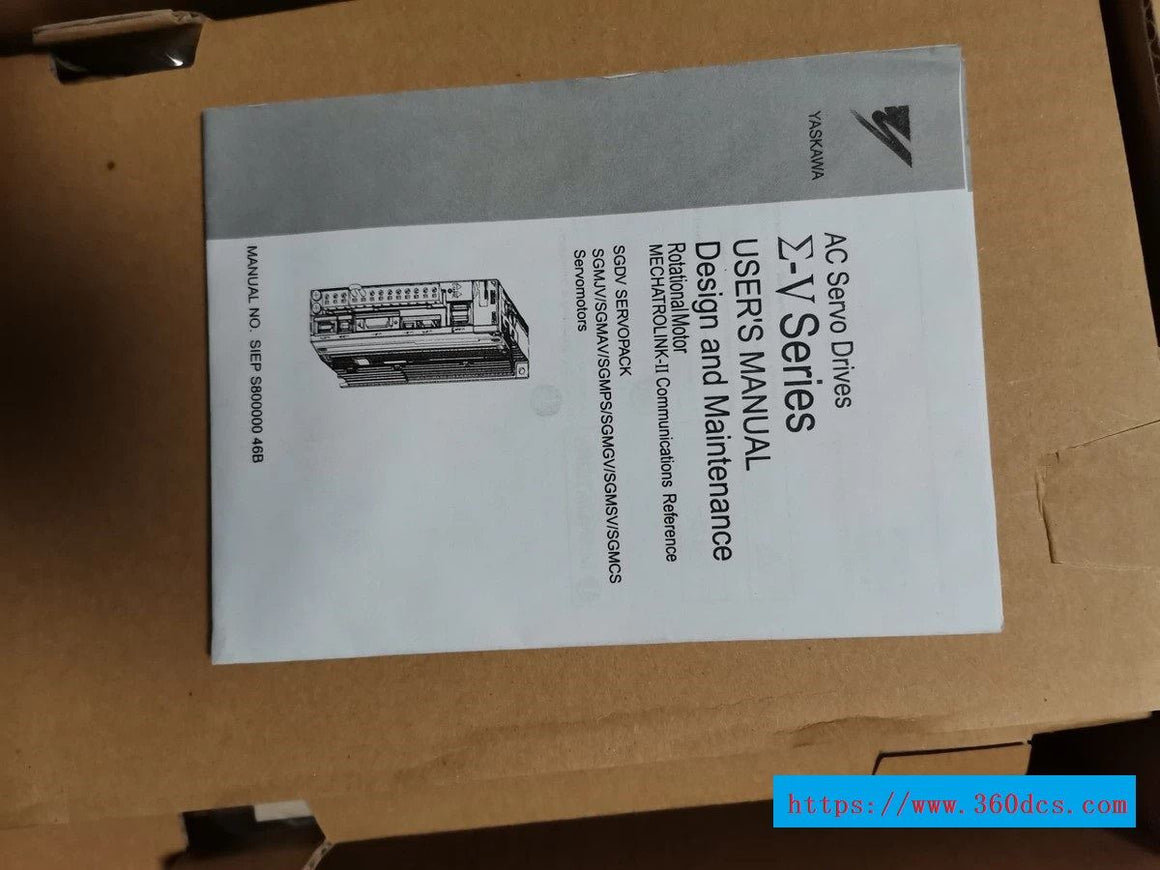 YASKAWA
AC Servo Drives
Σ-V Series
USER'S MANUAL
Design and Maintenance
Rotational Motor
MECHATROLINK-II Communications Reference
SGDV SERVOPACK
SGMJV/SGMAV/SGMPS/SGMGV/SGMSV/SGMCS
Servomotors
MANUAL NO. SIEP S800000 46B
https://www.360dcs.com